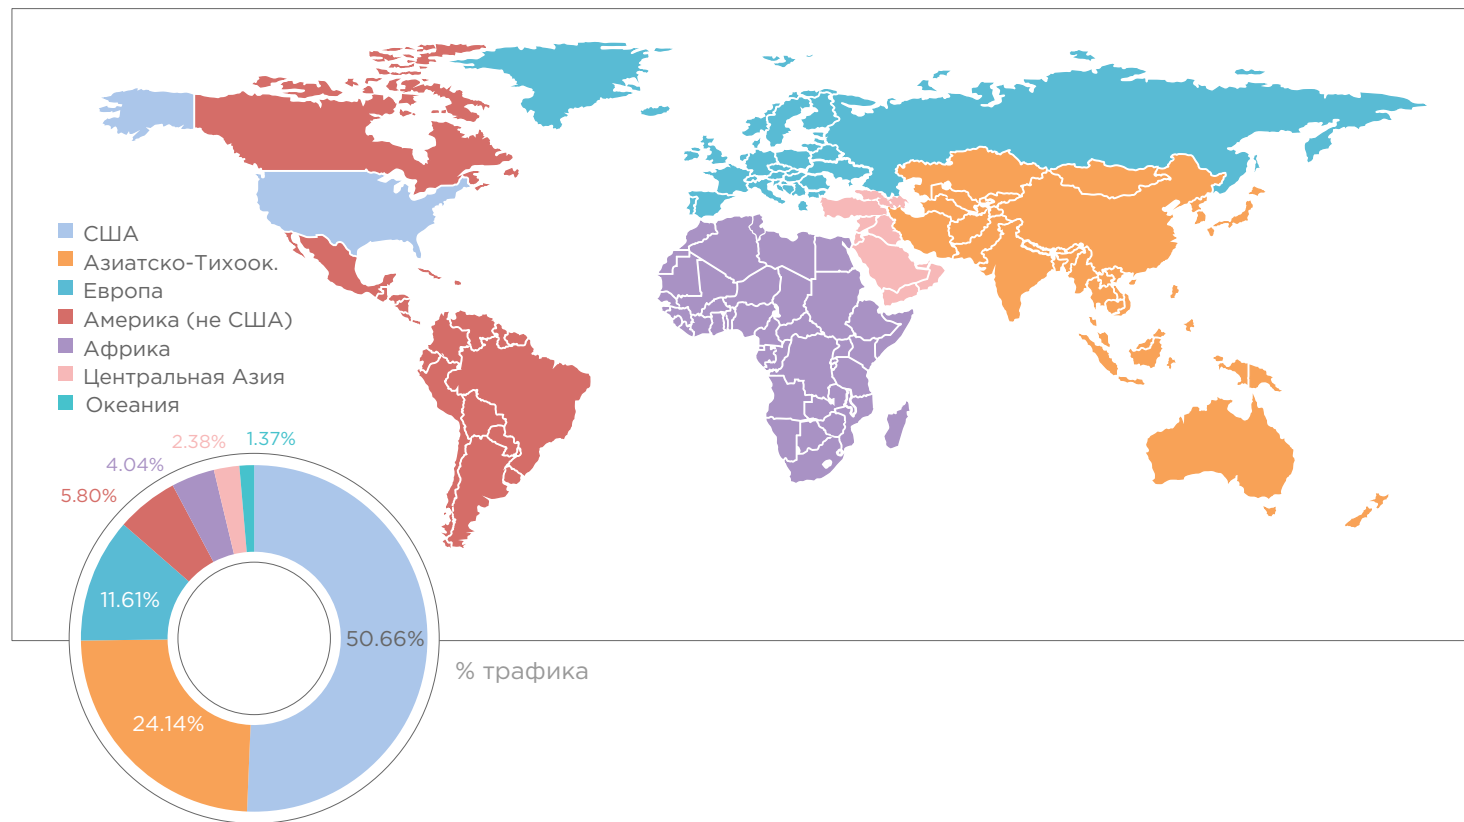 США
Азиатско-Тихоок.
Европа
Америка (не США)
Африка
Центральная Азия
Океания
2.38%
1.37%
4.04%
5.80%
11.61%
50.66%
% трафика
24.14%